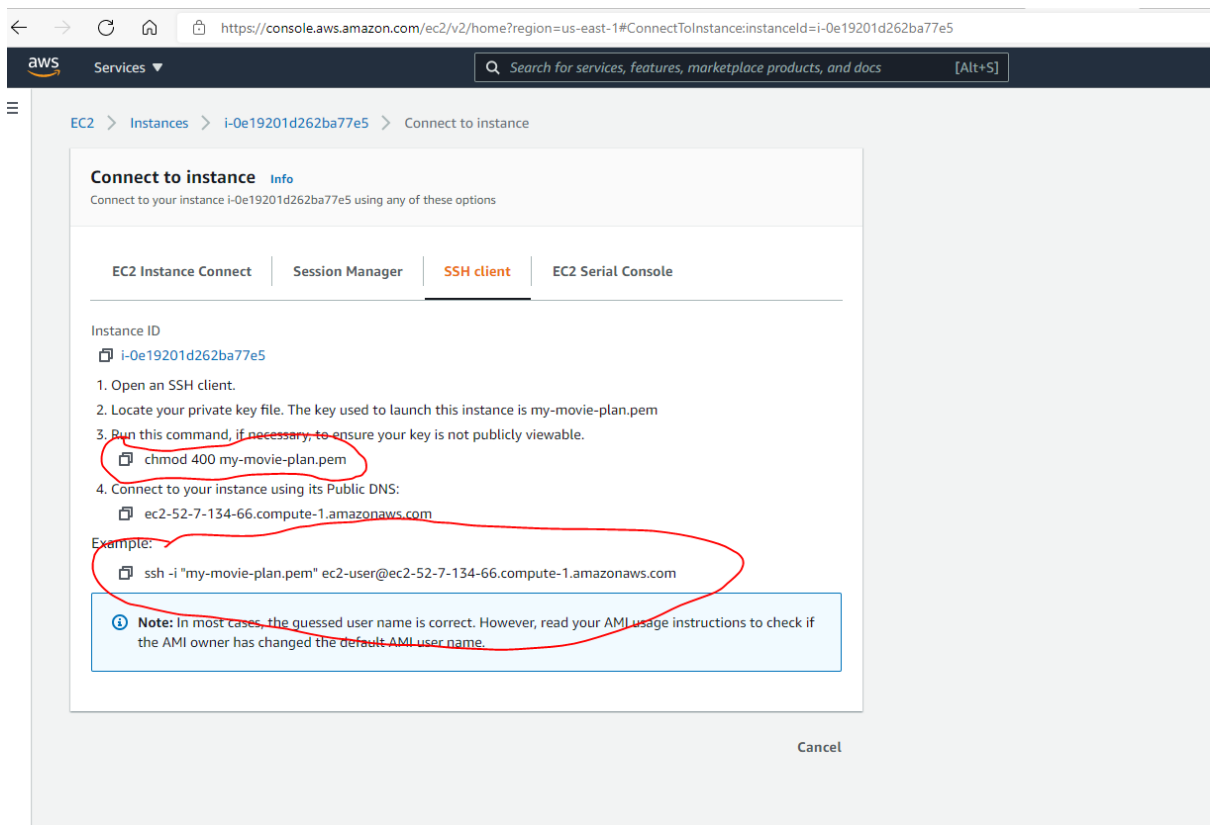 https://console.aws.amazon.com/ec2/v2/home?region=us-east-1#ConnectToInstance:instanceId=i-0e19201d262ba77e5
aws Services ▼ Search for services, features, marketplace products, and docs [Alt+S]
EC2 > Instances > i-0e19201d262ba77e5 > Connect to instance
Connect to instance Info
Connect to your instance i-0e19201d262ba77e5 using any of these options
EC2 Instance Connect Session Manager SSH client EC2 Serial Console
Instance ID
i-0e19201d262ba77e5
1. Open an SSH client.
2. Locate your private key file. The key used to launch this instance is my-movie-plan.pem
3. Run this command, if necessary, to ensure your key is not publicly viewable.
chmod 400 my-movie-plan.pem
4. Connect to your instance using its Public DNS:
ec2-52-7-134-66.compute-1.amazonaws.com
Example:
ssh -i "my-movie-plan.pem" ec2-user@ec2-52-7-134-66.compute-1.amazonaws.com
Note: In most cases, the guessed user name is correct. However, read your AMI usage instructions to check if
the AMI owner has changed the default AMI user name.
Cancel